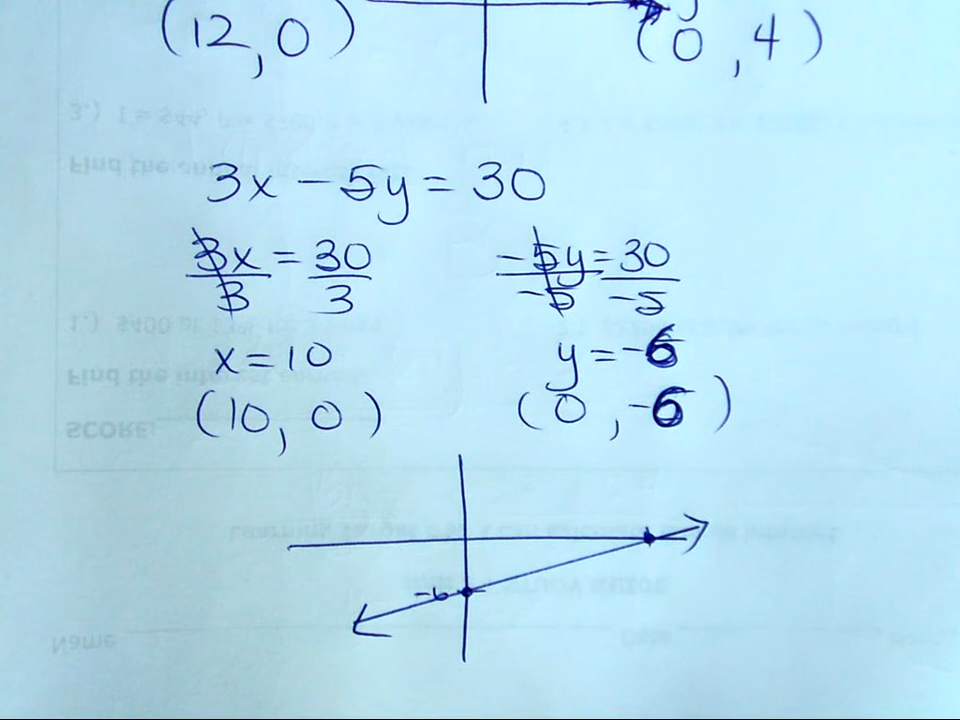 (12, 0) (0, 4)
3x - 5y = 30
3x/3 = 30/3 -5y/-5 = 30/-5
x = 10 y = -6
(10, 0) (0, -6)
-6